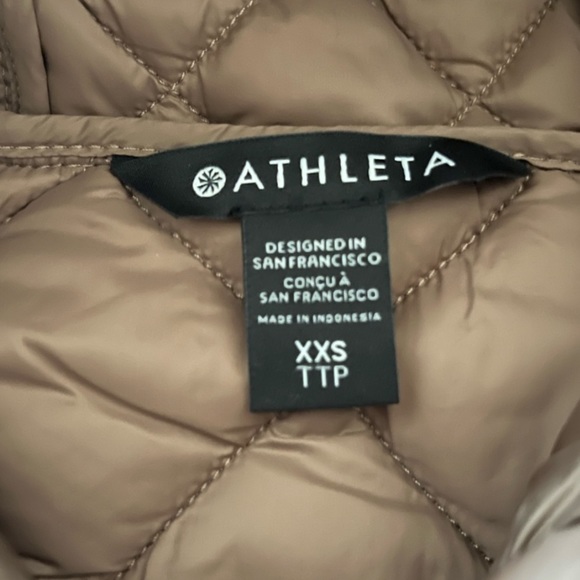 ATHLETA
DESIGNED IN
SAN FRANCISCO
CONÇU À
SAN FRANCISCO
MADE IN INDONESIA
XXS
TTP